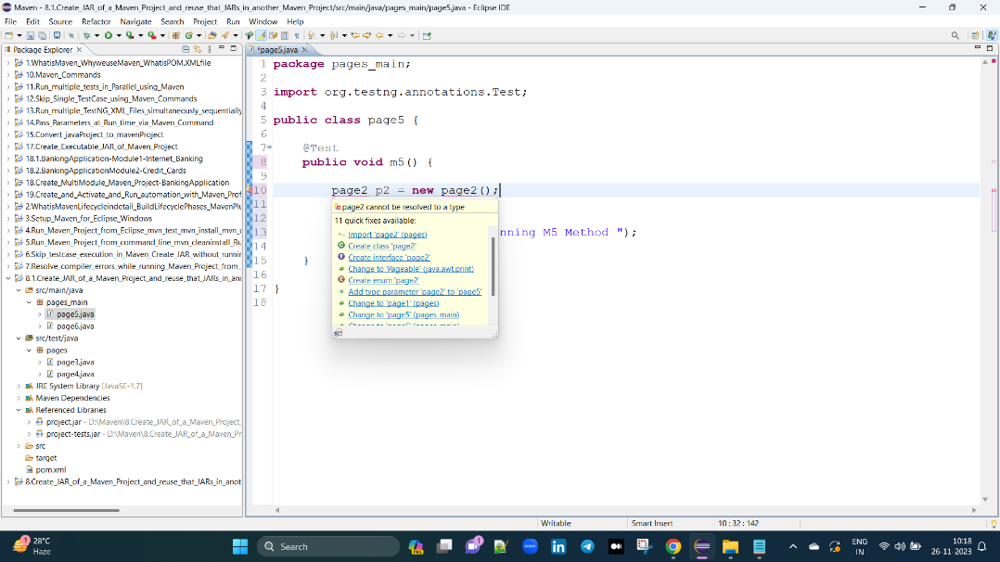 Maven - 8.1.Create_JAR_of_a_Maven_Project_and_reuse_that_JARs_in_another_Maven_Project/src/main/java/pages_main/page5.java - Eclipse IDE
File Edit Source Refactor Navigate Search Project Run Window Help
Package Explorer
*page5.java
1.WhatisMaven_WhyweuseMaven_WhatisPOM.XMLfile
10.Maven_Commands
11.Run_multiple_tests_in_Parallel_using_Maven
12.Skip_Single_TestCase_using_Maven_Commands
13.Run_multiple_TestNG_XML_Files_simultaneously_sequentially
14.Pass_Parameters_at_Run_time_via_Maven_Command
15.Convert_javaProject_to_mavenProject
17.Create_Executable_JAR_of_Maven_Project
18.1.BankingApplication-Module1-Internet_Banking
18.2.BankingApplicationModule2-Credit_Cards
18.Create_MultiModule_Maven_Project-BankingApplication
19.Create_and_Activate_and_Run_automation_with_Maven_Prof
2.WhatisMavenLifecycleindetail_BuildLifecyclePhases_MavenPlu
3.Setup_Maven_for_Eclipse_Windows
4.Run_Maven_Project_from_Eclipse_mvn_test_mvn_install_mvn_c
5.Run_Maven_Project_from_command_line_mvn_cleaninstall_Bu
6.Skip_testcase_execution_in_Maven_Create_JAR_without_runnin
7.Resolve_compiler_errors_while_running_Maven_Project_from_
8.1.Create_JAR_of_a_Maven_Project_and_reuse_that_JARs_in_anot
src/main/java
pages_main
page5.java
page6.java
src/test/java
pages
page3.java
page4.java
JRE System Library [JavaSE-1.7]
Maven Dependencies
Referenced Libraries
project.jar - D:\Maven\8.Create_JAR_of_a_Maven_Project_
project-tests.jar - D:\Maven\8.Create_JAR_of_a_Maven_Pr
src
target
pom.xml
8.Create_JAR_of_a_Maven_Project_and_reuse_that_JARs_in_anot
1 package pages_main;
2
3 import org.testng.annotations.Test;
4
5 public class page5 {
6
7 @Test
8 public void m5() {
9
10 page2 p2 = new page2();
11
12
13 nning M5 Method ");
14
15 }
16
17 }
18
page2 cannot be resolved to a type
11 quick fixes available:
Import 'page2' (pages)
Create class 'page2'
Create interface 'page2'
Change to 'Pageable' (java.awt.print)
Create enum 'page2'
Add type parameter 'page2' to 'page5'
Change to 'page1' (pages)
Change to 'page5' (pages_main)
Change to 'page6' (pages_main)
Writable Smart Insert 10 : 32 : 142
1
28°C
Haze
Search
1
zoom
ENG
IN
10:18
26-11-2023